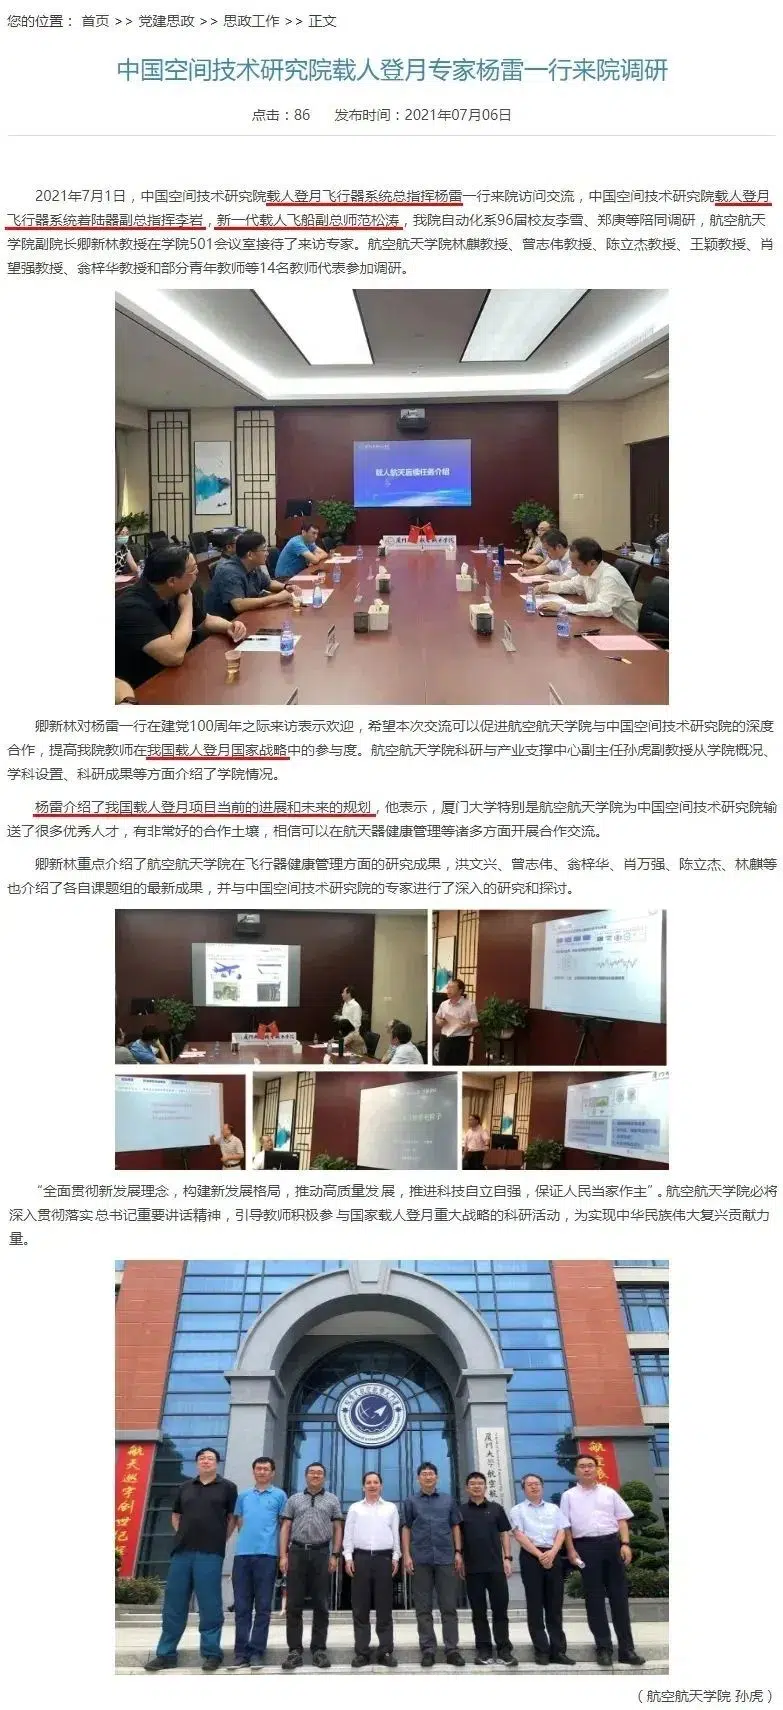 您的位置： 首页 >> 党建思政 >> 思政工作 >> 正文
中国空间技术研究院载人登月专家杨雷一行来院调研
点击：86 发布时间：2021年07月06日
2021年7月1日，中国空间技术研究院载人登月飞行器系统总指挥杨雷一行来院访问交流，中国空间技术研究院载人登月
飞行器系统着陆器副总指挥李岩，新一代载人飞船副总师范松涛，我院自动化系96届校友李雪、郑庚等陪同调研，航空航天
学院副院长卿新林教授在学院501会议室接待了来访专家。航空航天学院林麒教授、曾志伟教授、陈立杰教授、王颖教授、肖
望强教授、翁梓华教授和部分青年教师等14名教师代表参加调研。
载人航天后续任务介绍
卿新林对杨雷一行在建党100周年之际来访表示欢迎，希望本次交流可以促进航空航天学院与中国空间技术研究院的深度
合作，提高我院教师在我国载人登月国家战略中的参与度。航空航天学院科研与产业支撑中心副主任孙虎副教授从学院概况、
学科设置、科研成果等方面介绍了学院情况。
杨雷介绍了我国载人登月项目当前的进展和未来的规划，他表示，厦门大学特别是航空航天学院为中国空间技术研究院输
送了很多优秀人才，有非常好的合作土壤，相信可以在航天器健康管理等诸多方面开展合作交流。
卿新林重点介绍了航空航天学院在飞行器健康管理方面的研究成果，洪文兴、曾志伟、翁梓华、肖万强、陈立杰、林麒等
也介绍了各自课题组的最新成果，并与中国空间技术研究院的专家进行了深入的研究和探讨。
“全面贯彻新发展理念，构建新发展格局，推动高质量发展，推进科技自立自强，保证人民当家作主”。航空航天学院必将
深入贯彻落实总书记重要讲话精神，引导教师积极参与国家载人登月重大战略的科研活动，为实现中华民族伟大复兴贡献力
量。
航天巡宇创世纪
厦门大学航空航
（航空航天学院 孙虎）